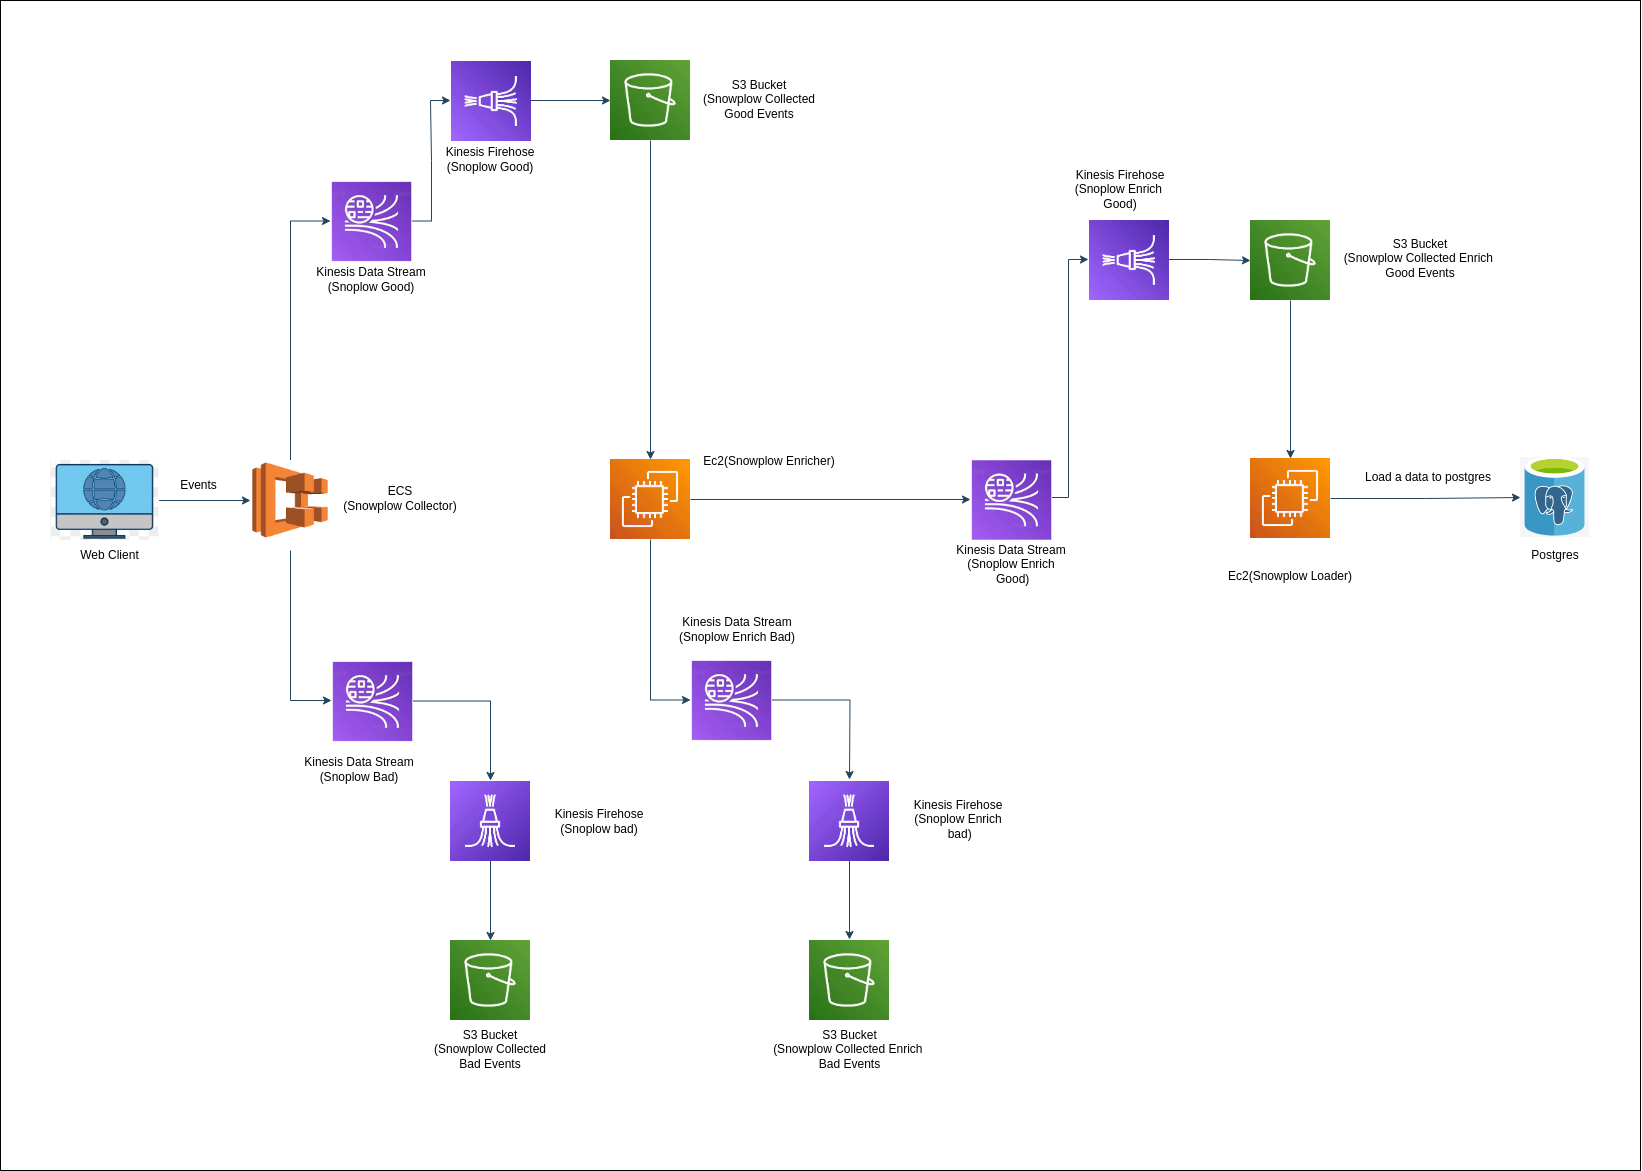 S3 Bucket
(Snowplow Collected
Good Events
Kinesis Firehose
(Snoplow Good)
Kinesis Data Stream
(Snoplow Good)
Kinesis Firehose
(Snoplow Enrich
Good)
S3 Bucket
(Snowplow Collected Enrich
Good Events
Events
Web Client
ECS
(Snowplow Collector)
Ec2(Snowplow Enricher)
Kinesis Data Stream
(Snoplow Enrich
Good)
Load a data to postgres
Postgres
Ec2(Snowplow Loader)
Kinesis Data Stream
(Snoplow Enrich Bad)
Kinesis Data Stream
(Snoplow Bad)
Kinesis Firehose
(Snoplow bad)
Kinesis Firehose
(Snoplow Enrich
bad)
S3 Bucket
(Snowplow Collected
Bad Events
S3 Bucket
(Snowplow Collected Enrich
Bad Events